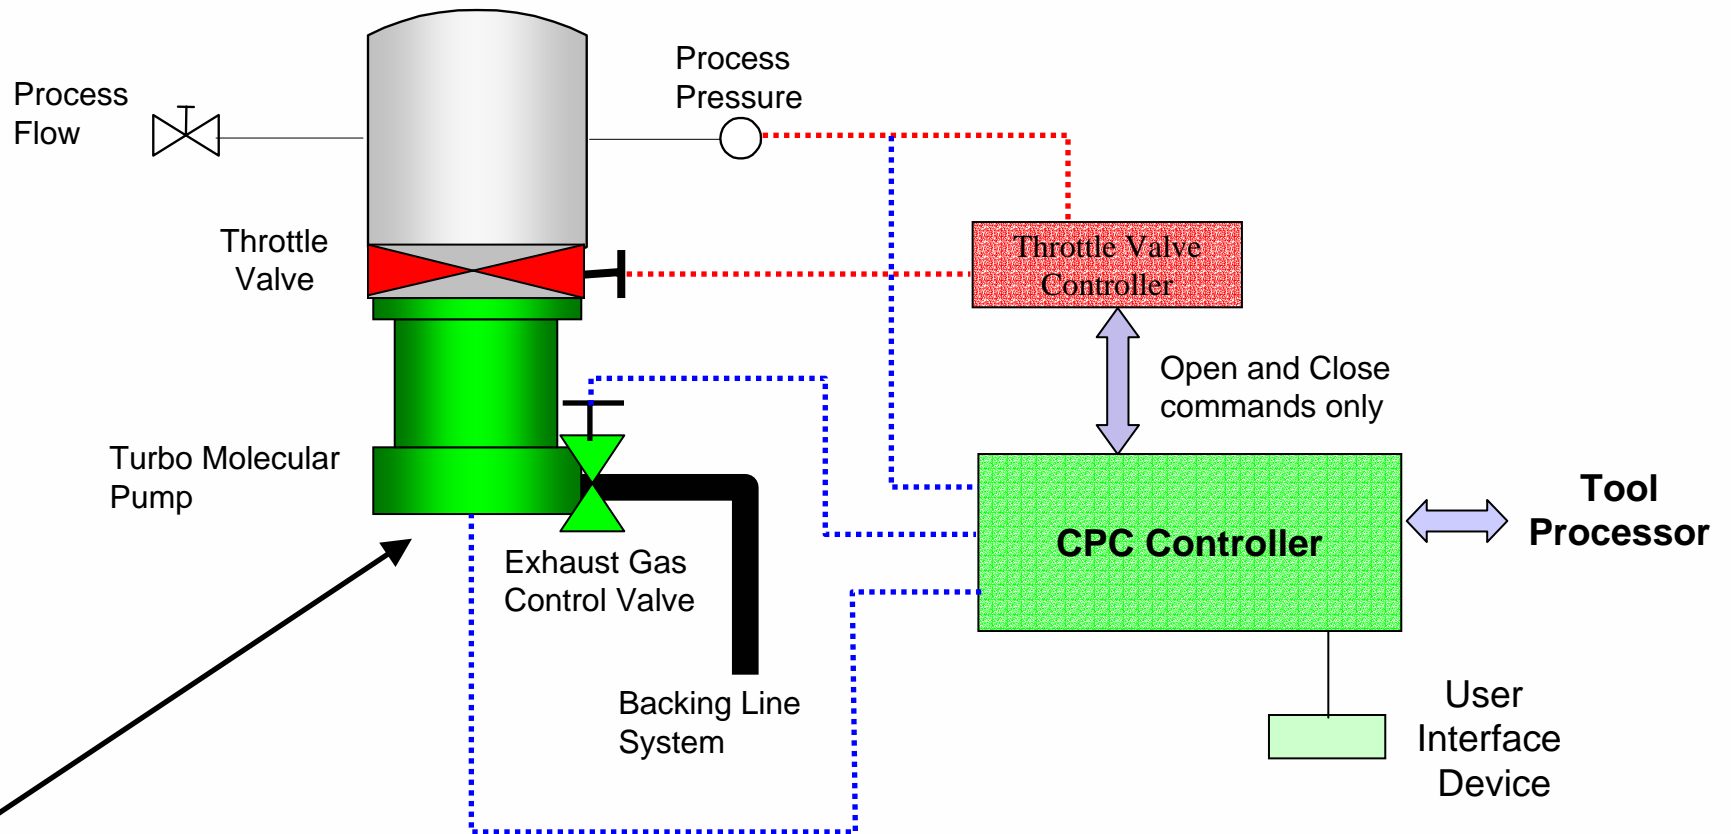 Process
Flow
Process
Pressure
Throttle
Valve
Throttle Valve
Controller
Open and Close
commands only
Turbo Molecular
Pump
Exhaust Gas
Control Valve
CPC Controller
Tool
Processor
Backing Line
System
User
Interface
Device